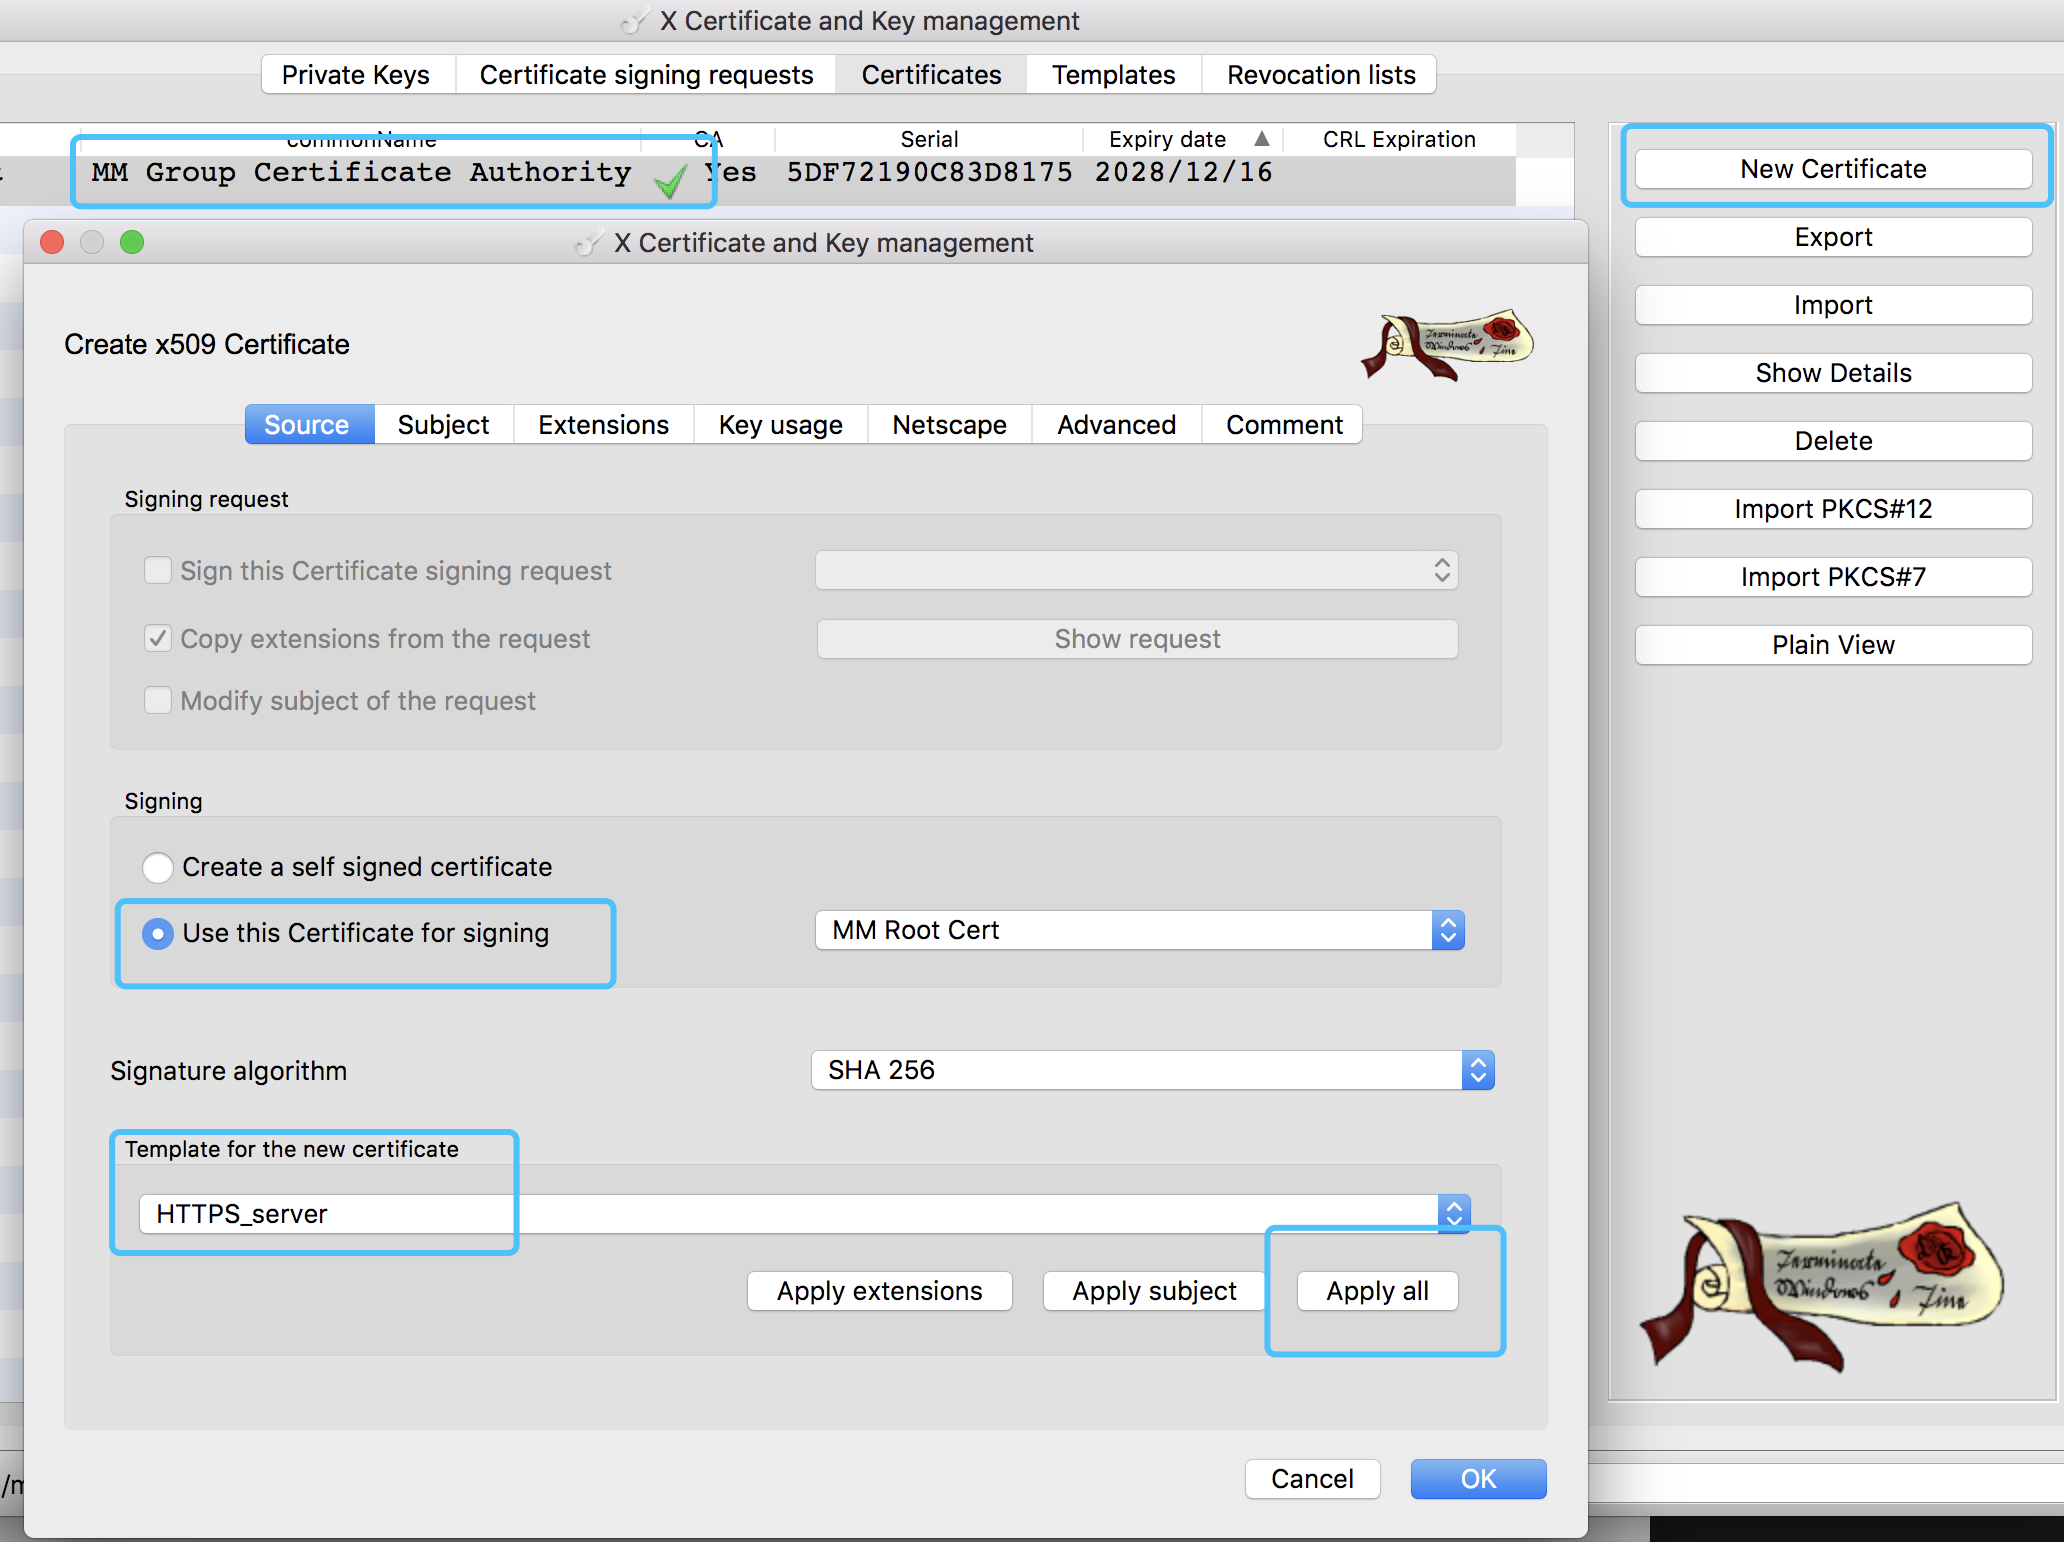 X Certificate and Key management
Private Keys Certificate signing requests Certificates Templates Revocation lists
commonName CA Serial Expiry date CRL Expiration
MM Group Certificate Authority Yes 5DF72190C83D8175 2028/12/16
New Certificate
Export
Import
Show Details
Delete
Import PKCS#12
Import PKCS#7
Plain View
X Certificate and Key management
Create x509 Certificate
Source Subject Extensions Key usage Netscape Advanced Comment
Signing request
Sign this Certificate signing request
Copy extensions from the request Show request
Modify subject of the request
Signing
Create a self signed certificate
Use this Certificate for signing MM Root Cert
Signature algorithm SHA 256
Template for the new certificate
HTTPS_server
Apply extensions Apply subject Apply all
Cancel OK